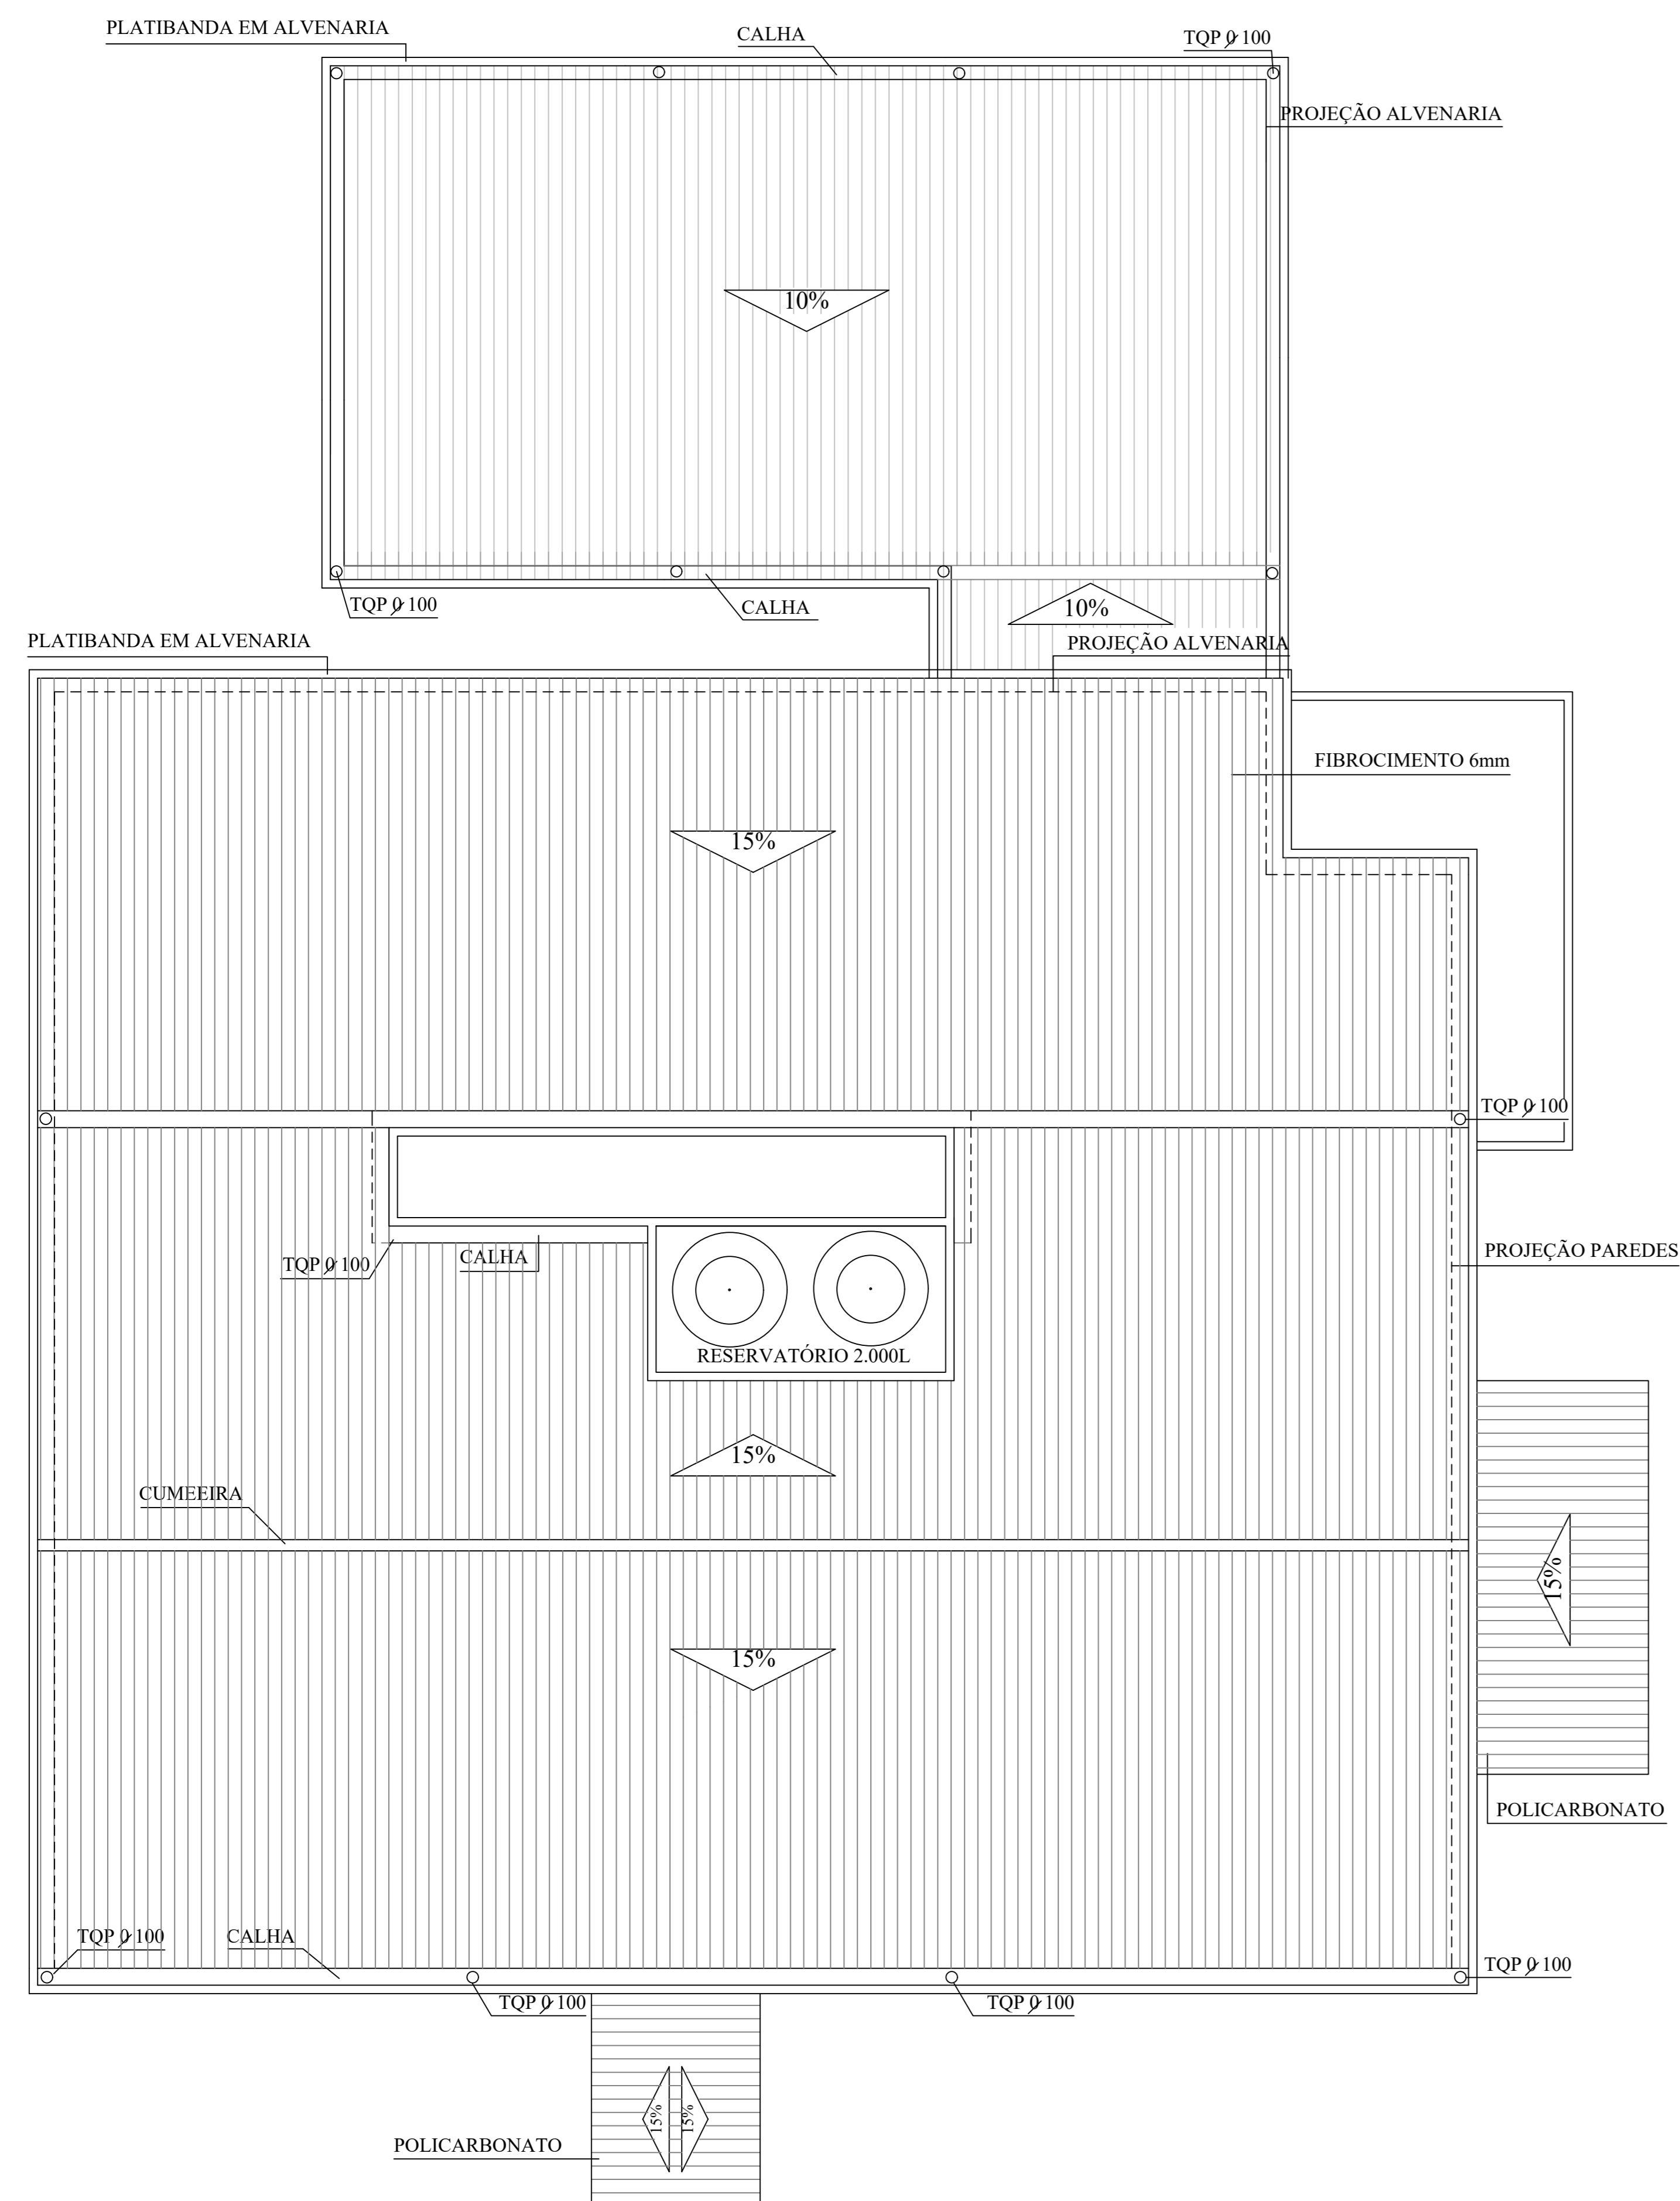 PLATIBANDA EM ALVENARIA
CALHA
TQP Ø 100
PROJEÇÃO ALVENARIA
10%
TQP Ø 100
CALHA
10%
PLATIBANDA EM ALVENARIA
PROJEÇÃO ALVENARIA
FIBROCIMENTO 6mm
15%
TQP Ø 100
TQP Ø 100
CALHA
PROJEÇÃO PAREDES
RESERVATÓRIO 2.000L
15%
CUMEEIRA
15%
15%
POLICARBONATO
TQP Ø 100
CALHA
TQP Ø 100
TQP Ø 100
TQP Ø 100
15%
15%
POLICARBONATO